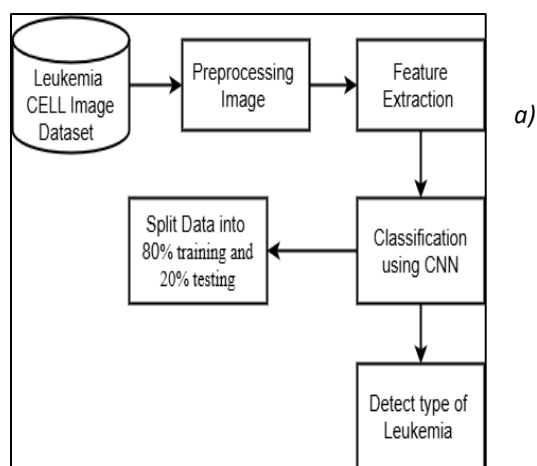 Leukemia
CELL Image
Dataset
Preprocessing
Image
Feature
Extraction
a)
Split Data into
80% training and
20% testing
Classification
using CNN
Detect type of
Leukemia